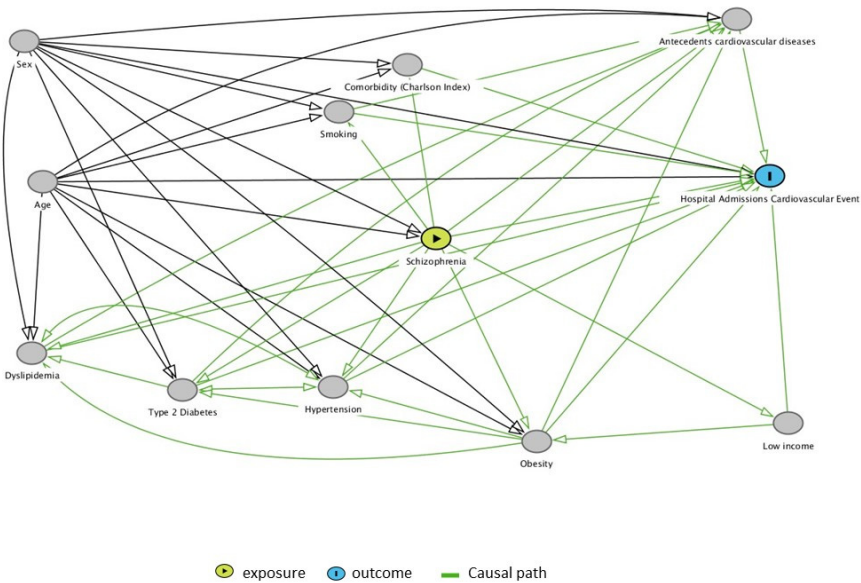 Antecedents cardiovascular diseases
Sex
Comorbidity (Charlson Index)
Smoking
Hospital Admissions Cardiovascular Event
Age
Schizophrenia
Dyslipidemia
Type 2 Diabetes
Hypertension
Low income
Obesity
exposure outcome Causal path